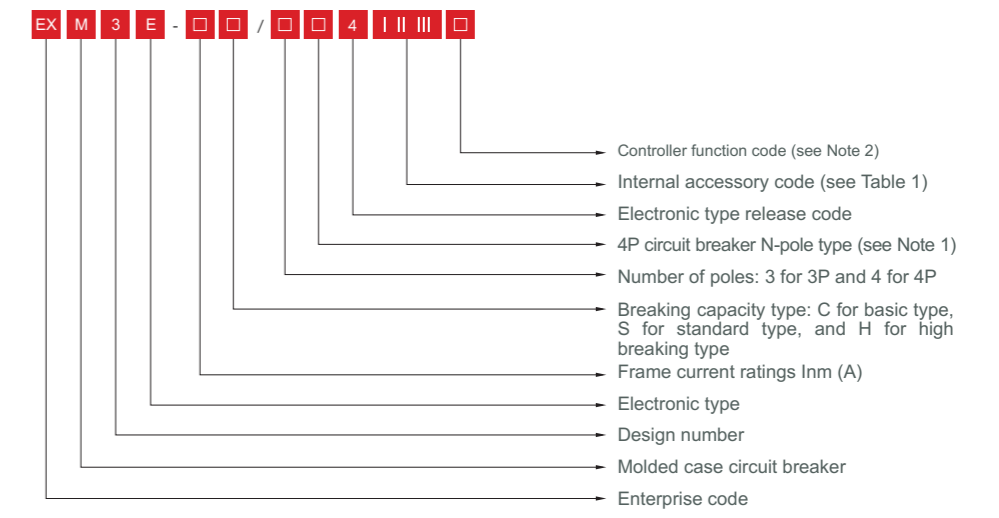 EX M 3 E - □ □ / □ □ 4 I II III □
Controller function code (see Note 2)
Internal accessory code (see Table 1)
Electronic type release code
4P circuit breaker N-pole type (see Note 1)
Number of poles: 3 for 3P and 4 for 4P
Breaking capacity type: C for basic type,
S for standard type, and H for high
breaking type
Frame current ratings Inm (A)
Electronic type
Design number
Molded case circuit breaker
Enterprise code